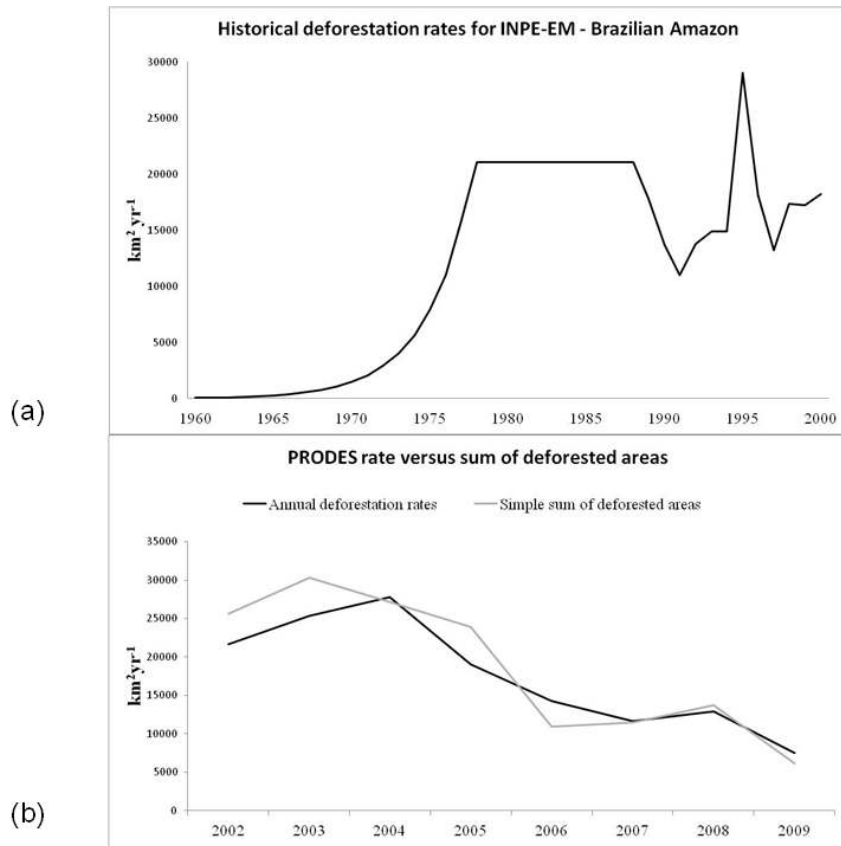 Historical deforestation rates for INPE-EM - Brazilian Amazon
30000
25000
20000
15000
10000
5000
0
km² yr⁻¹
1960 1965 1970 1975 1980 1985 1990 1995 2000
(a)
PRODES rate versus sum of deforested areas
Annual deforestation rates Simple sum of deforested areas
35000
30000
25000
20000
15000
10000
5000
0
km²yr⁻¹
2002 2003 2004 2005 2006 2007 2008 2009
(b)